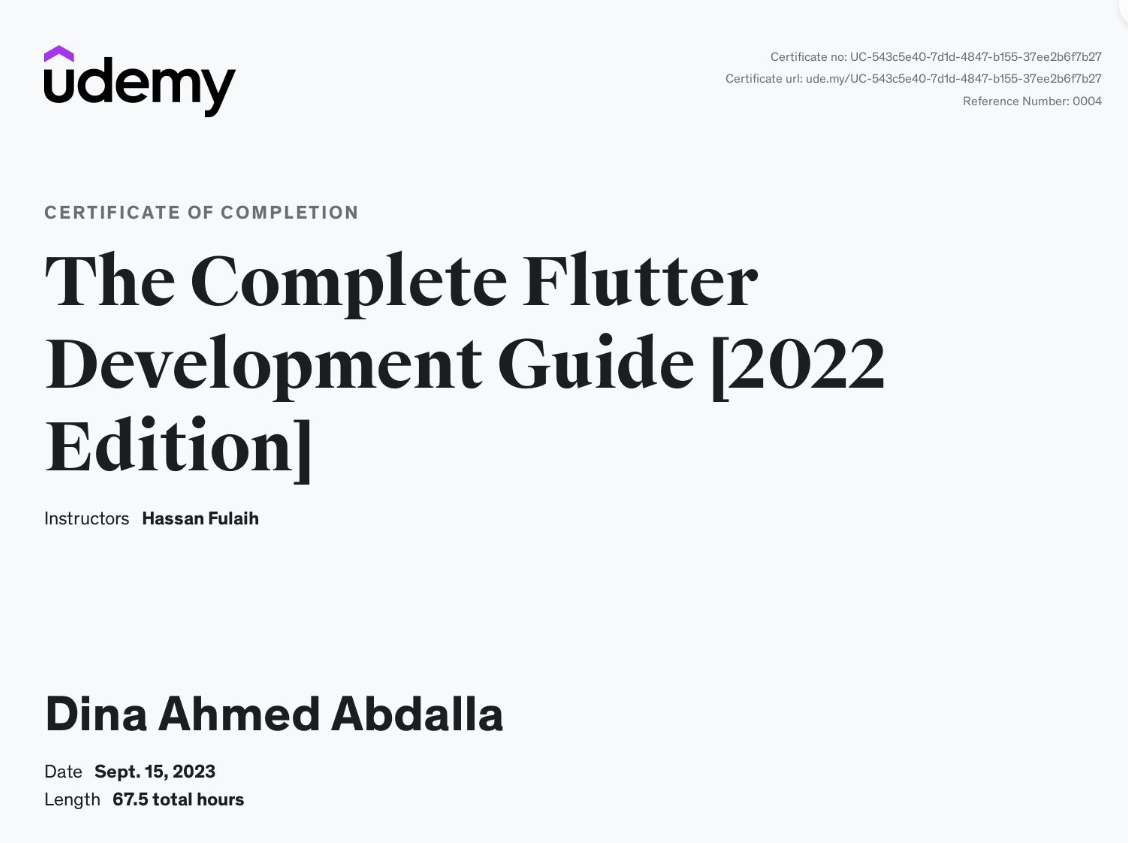 udemy
Certificate no: UC-543c5e40-7d1d-4847-b155-37ee2b6f7b27
Certificate url: ude.my/UC-543c5e40-7d1d-4847-b155-37ee2b6f7b27
Reference Number: 0004
CERTIFICATE OF COMPLETION
The Complete Flutter
Development Guide [2022
Edition]
Instructors Hassan Fulaih
Dina Ahmed Abdalla
Date Sept. 15, 2023
Length 67.5 total hours